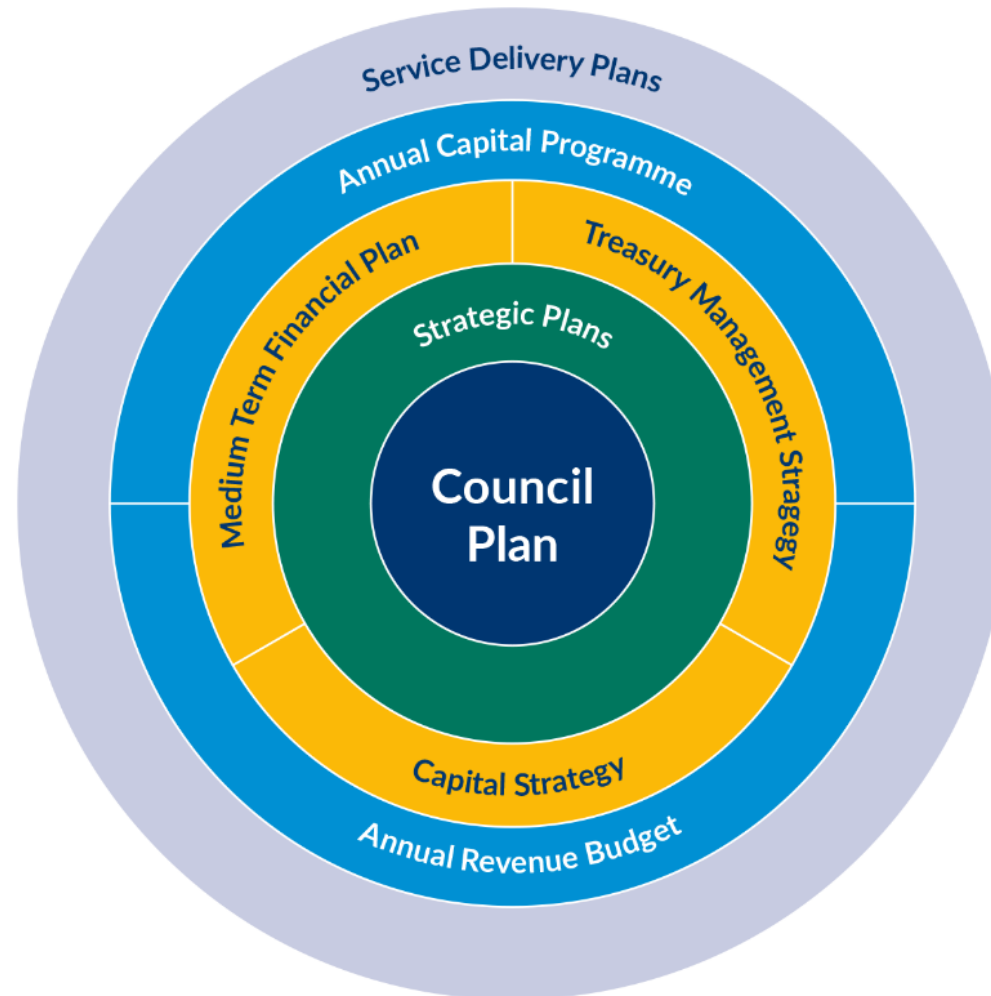 Service Delivery Plans
Annual Capital Programme
Medium Term Financial Plan
Treasury Management Stragegy
Strategic Plans
Council
Plan
Capital Strategy
Annual Revenue Budget